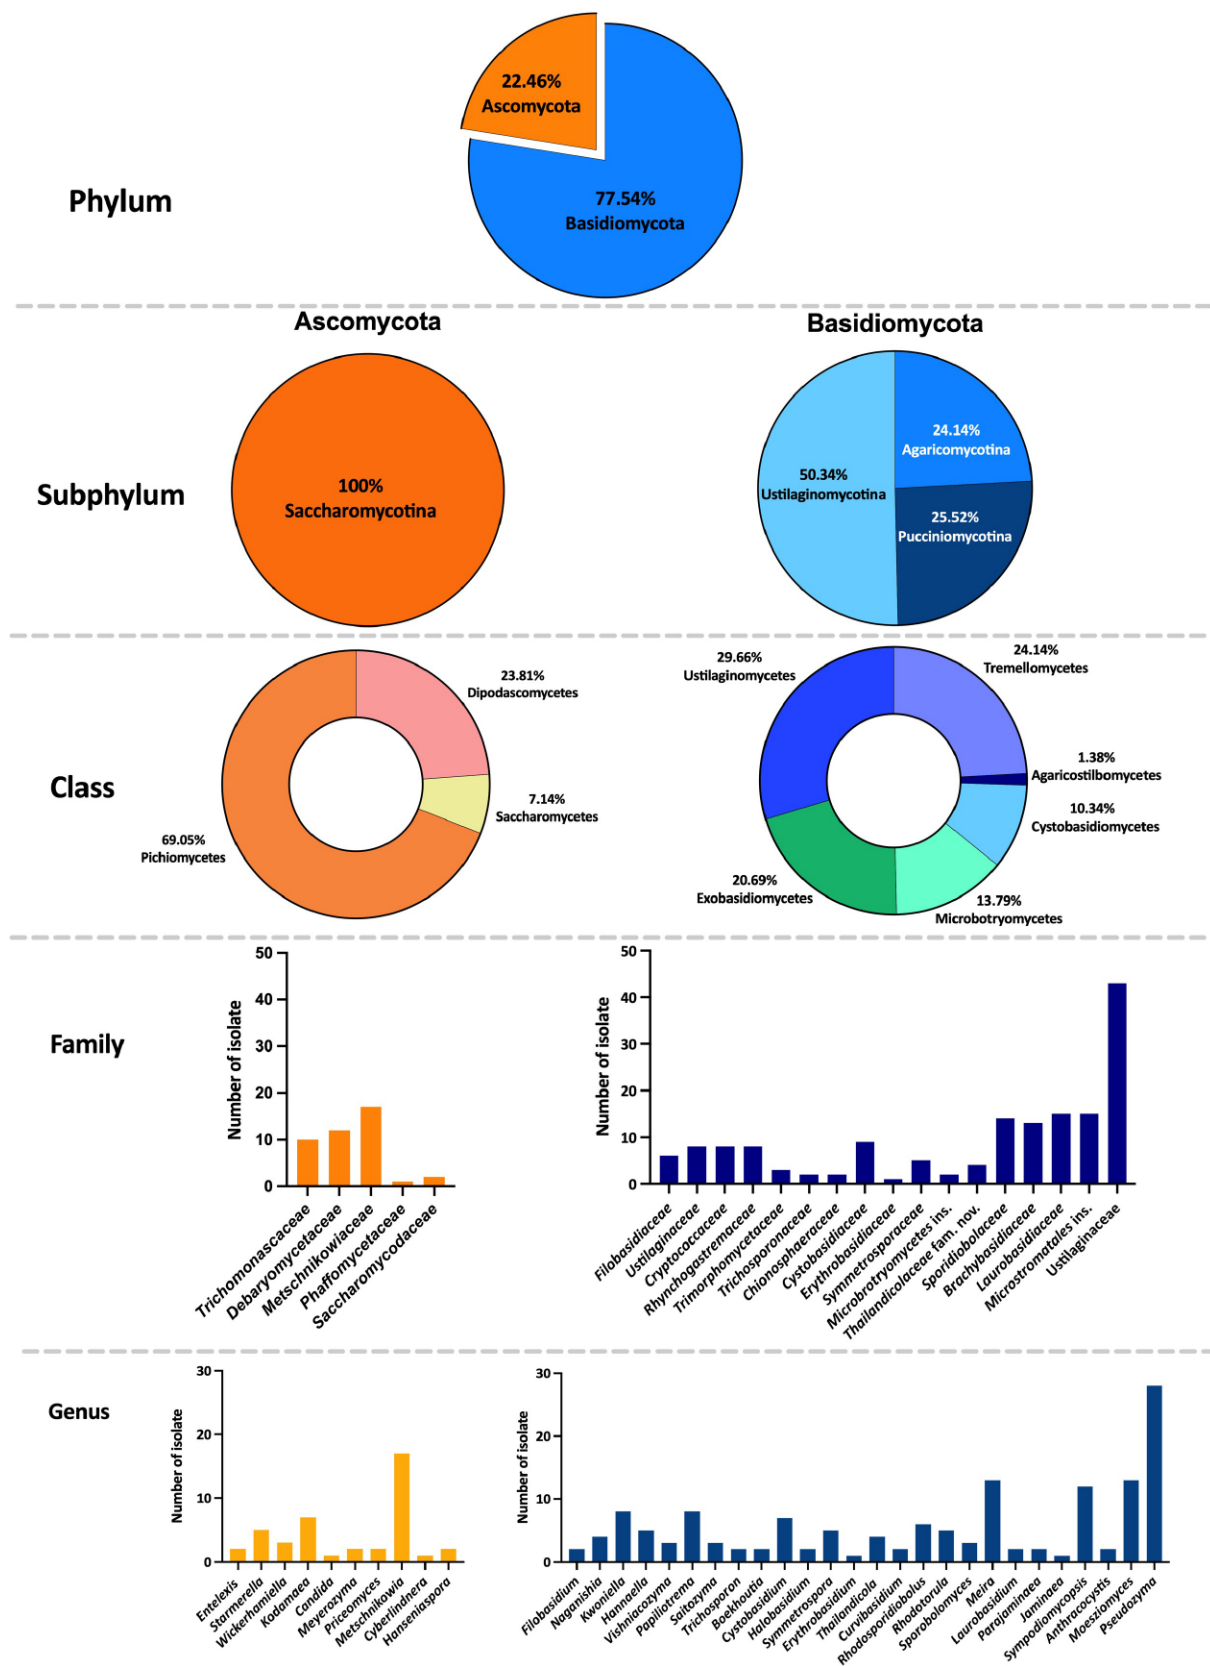 22.46%
Ascomycota
77.54%
Basidiomycota
Phylum
Ascomycota
Basidiomycota
100%
Saccharomycotina
24.14%
Agaricomycotina
50.34%
Ustilaginomycotina
25.52%
Pucciniomycotina
Subphylum
23.81%
Dipodascomycetes
7.14%
Saccharomycetes
69.05%
Pichiomycetes
29.66%
Ustilaginomycetes
24.14%
Tremellomycetes
1.38%
Agaricostilbomycetes
10.34%
Cystobasidiomycetes
20.69%
Exobasidiomycetes
13.79%
Microbotryomycetes
Class
Family
Number of isolate
50
40
30
20
10
0
Trichomonascaceae
Debaryomycetaceae
Metschnikowiaceae
Phaffomycetaceae
Saccharomycodaceae
Number of isolate
50
40
30
20
10
0
Filobasidiaceae
Ustilaginaceae
Cryptococcaceae
Rhynchogastremaceae
Trimorphomycetaceae
Trichosporonaceae
Chionosphaeraceae
Cystobasidiaceae
Erythrobasidiaceae
Symmetrosporaceae
Microbrotryomycetes ins.
Thailandicolaceae fam. nov.
Sporidiobolaceae
Brachybasidiaceae
Laurobasidiaceae
Microstromatales ins.
Ustilaginaceae
Genus
Number of isolate
30
20
10
0
Entelexis
Starmerella
Wickerhamiella
Kodamaea
Candida
Meyerozyma
Priceomyces
Metschnikowia
Cyberlindnera
Hanseniaspora
Number of isolate
30
20
10
0
Filobasidium
Naganishia
Kwoniella
Hannaella
Vishniacozyma
Papiliotrema
Saitozyma
Trichosporon
Boekhoutia
Cystobasidium
Halobasidium
Symmetrospora
Erythrobasidium
Thailandicola
Curvibasidium
Rhodosporidiobolus
Rhodotorula
Sporobolomyces
Meira
Laurobasidium
Parajaminaea
Jaminaea
Sympodiomycopsis
Anthracocystis
Moesziomyces
Pseudozyma